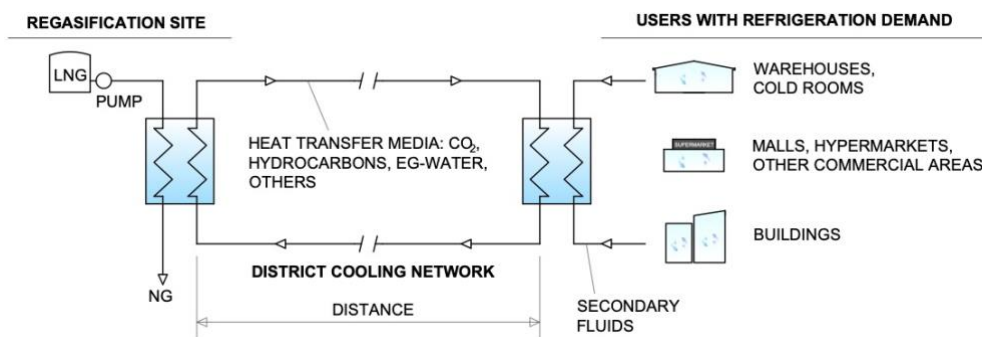 REGASIFICATION SITE
USERS WITH REFRIGERATION DEMAND
LNG
PUMP
WAREHOUSES,
COLD ROOMS
HEAT TRANSFER MEDIA: CO₂,
HYDROCARBONS, EG-WATER,
OTHERS
SUPERMARKET
MALLS, HYPERMARKETS,
OTHER COMMERCIAL AREAS
BUILDINGS
DISTRICT COOLING NETWORK
NG
DISTANCE
SECONDARY
FLUIDS